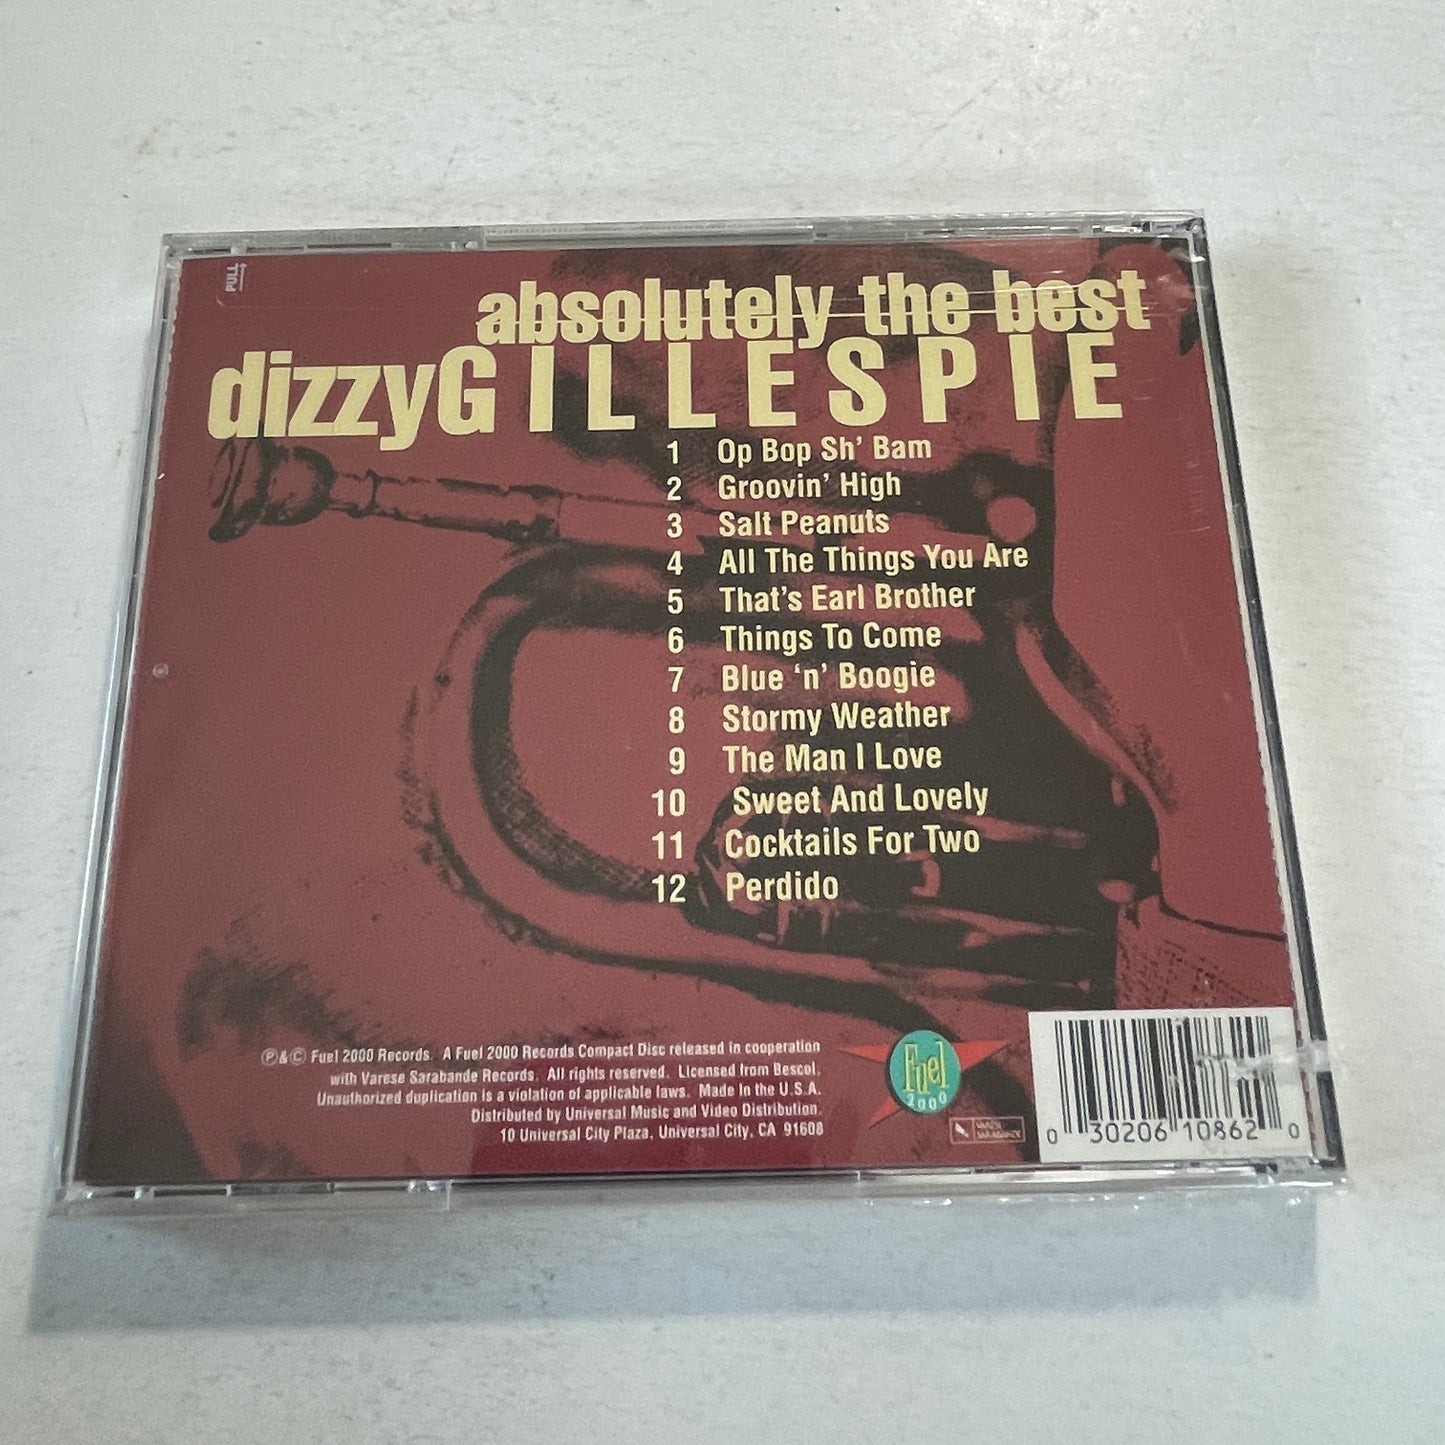 PULL
absolutely the best
dizzyGILLESPIE
1 Op Bop Sh' Bam
2 Groovin' High
3 Salt Peanuts
4 All The Things You Are
5 That's Earl Brother
6 Things To Come
7 Blue 'n' Boogie
8 Stormy Weather
9 The Man I Love
10 Sweet And Lovely
11 Cocktails For Two
12 Perdido
℗&© Fuel 2000 Records. A Fuel 2000 Records Compact Disc released in cooperation
with Varese Sarabande Records. All rights reserved. Licensed from Bescol.
Unauthorized duplication is a violation of applicable laws. Made in the U.S.A.
Distributed by Universal Music and Video Distribution.
10 Universal City Plaza, Universal City, CA 91608
Fuel
2000
VARESE
SARABANDE
0 30206 10862 0